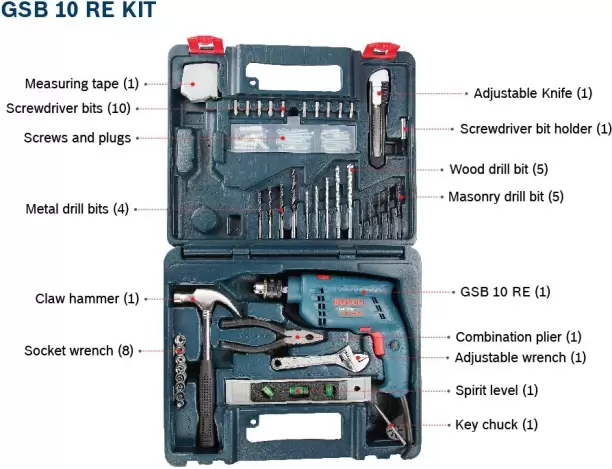 GSB 10 RE KIT
Measuring tape (1)
Screwdriver bits (10)
Screws and plugs
Metal drill bits (4)
Claw hammer (1)
Socket wrench (8)
Adjustable Knife (1)
Screwdriver bit holder (1)
Wood drill bit (5)
Masonry drill bit (5)
GSB 10 RE (1)
Combination plier (1)
Adjustable wrench (1)
Spirit level (1)
Key chuck (1)
BOSCH